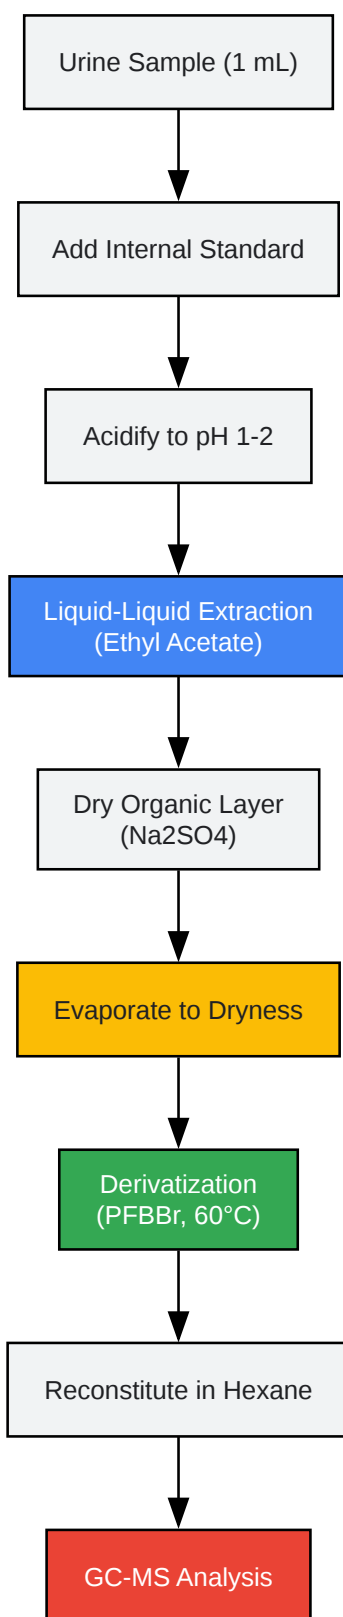 Urine Sample (1 mL)
Add Internal Standard
Acidify to pH 1-2
Liquid-Liquid Extraction
(Ethyl Acetate)
Dry Organic Layer
(Na2SO4)
Evaporate to Dryness
Derivatization
(PFBBr, 60°C)
Reconstitute in Hexane
GC-MS Analysis